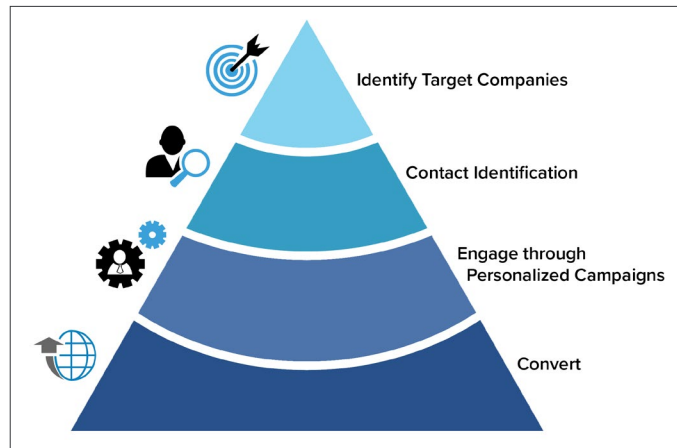 Identify Target Companies
Contact Identification
Engage through
Personalized Campaigns
Convert